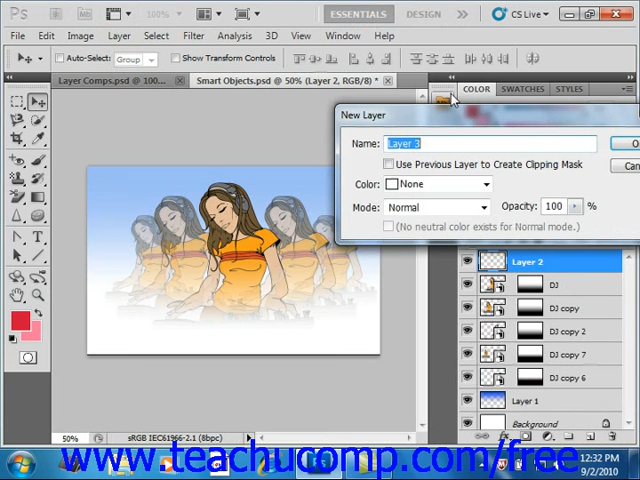 Ps
100%
ESSENTIALS
DESIGN
>>
CS Live
File Edit Image Layer Select Filter Analysis 3D View Window Help
Auto-Select: Group
Show Transform Controls
Layer Comps.psd @ 100...
Smart Objects.psd @ 50% (Layer 2, RGB/8) *
COLOR SWATCHES STYLES
New Layer
Name: Layer 3
O
Use Previous Layer to Create Clipping Mask
Can
Color: None
Mode: Normal
Opacity: 100 %
(No neutral color exists for Normal mode.)
Layer 2
DJ
DJ copy
DJ copy 2
DJ copy 7
DJ copy 6
Layer 1
Background
50%
sRGB IEC61966-2.1 (8bpc)
www.teachucomp.com/free
12:32 PM
9/2/2010